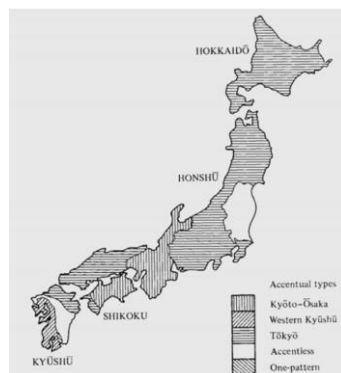 HOKKAIDŌ
HONSHŪ
SHIKOKU
KYŪSHŪ
Accentual types
Kyōto–Ōsaka
Western Kyūshū
Tōkyō
Accentless
One-pattern